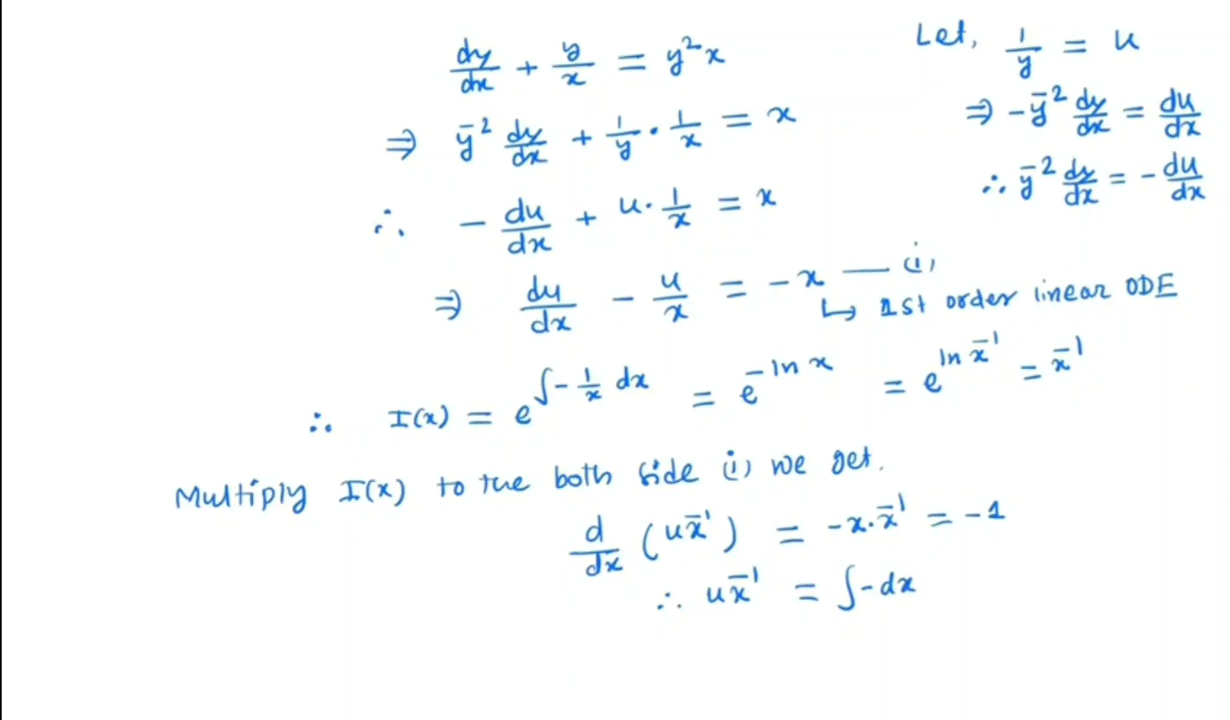 dy/dx + y/x = y²x
Let, 1/y = u
⇒ y⁻² dy/dx + 1/y · 1/x = x
⇒ -y⁻² dy/dx = du/dx
∴ y⁻² dy/dx = - du/dx
∴ - du/dx + u · 1/x = x
⇒ du/dx - u/x = -x — (i)
↳ 1st order linear ODE
∴ I(x) = e^(∫ - 1/x dx) = e^(-ln x) = e^(ln x⁻¹) = x⁻¹
Multiply I(x) to the both side (i) we get.
d/dx (ux⁻¹) = -x · x⁻¹ = -1
∴ ux⁻¹ = ∫ -dx